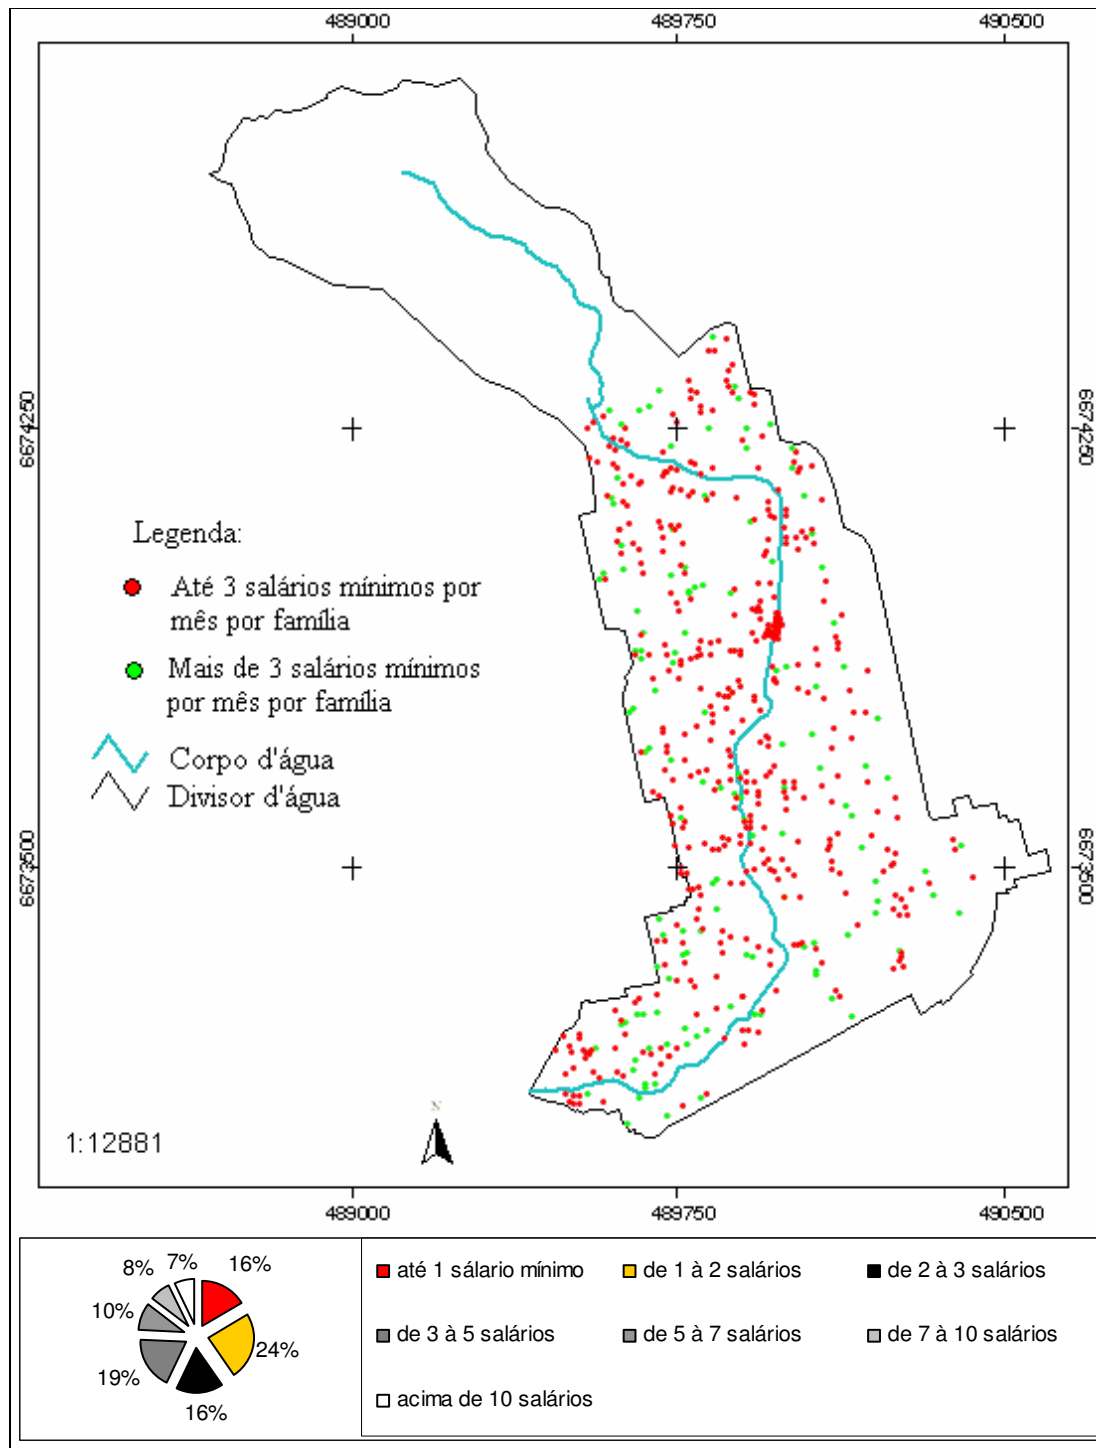 489000 489750 490500
6674250 6674250
Legenda:
Até 3 salários mínimos por
mês por família
Mais de 3 salários mínimos
por mês por família
Corpo d'água
Divisor d'água
6673500 6673500
N
1:12881
489000 489750 490500
8% 7% 16%
10%
24%
19%
16%
até 1 sálario mínimo de 1 à 2 salários de 2 à 3 salários
de 3 à 5 salários de 5 à 7 salários de 7 à 10 salários
acima de 10 salários